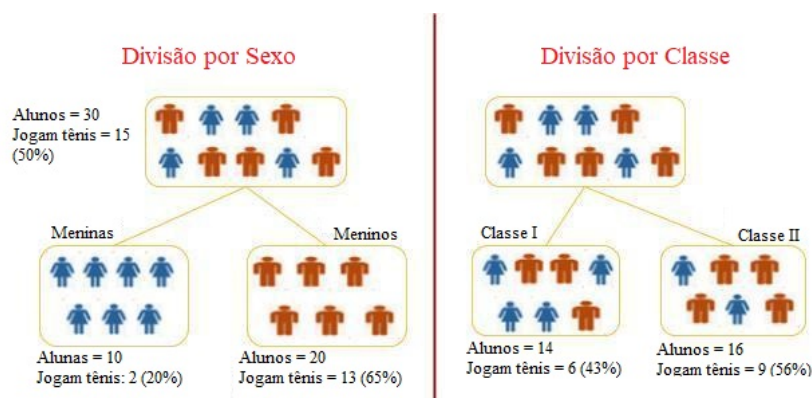 Divisão por Sexo
Alunos = 30
Jogam tênis = 15
(50%)
Meninas
Meninos
Alunas = 10
Jogam tênis: 2 (20%)
Alunos = 20
Jogam tênis = 13 (65%)
Divisão por Classe
Classe I
Classe II
Alunos = 14
Jogam tênis = 6 (43%)
Alunos = 16
Jogam tênis = 9 (56%)